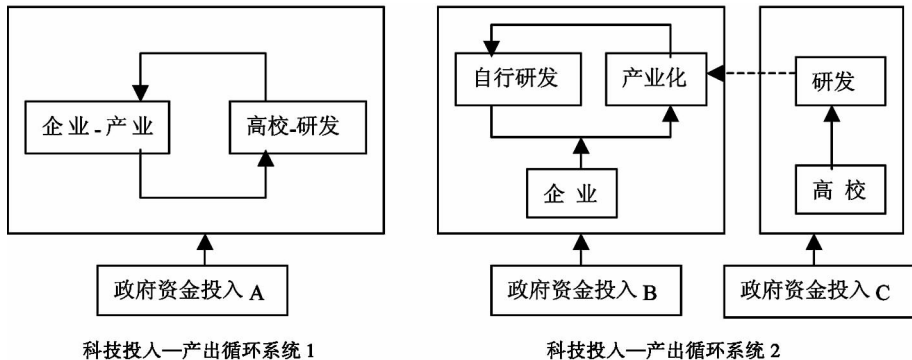 自行研发
产业化
研发
企业-产业
高校-研发
企业
高校
政府资金投入 A
政府资金投入 B
政府资金投入 C
科技投入—产出循环系统 1
科技投入—产出循环系统 2